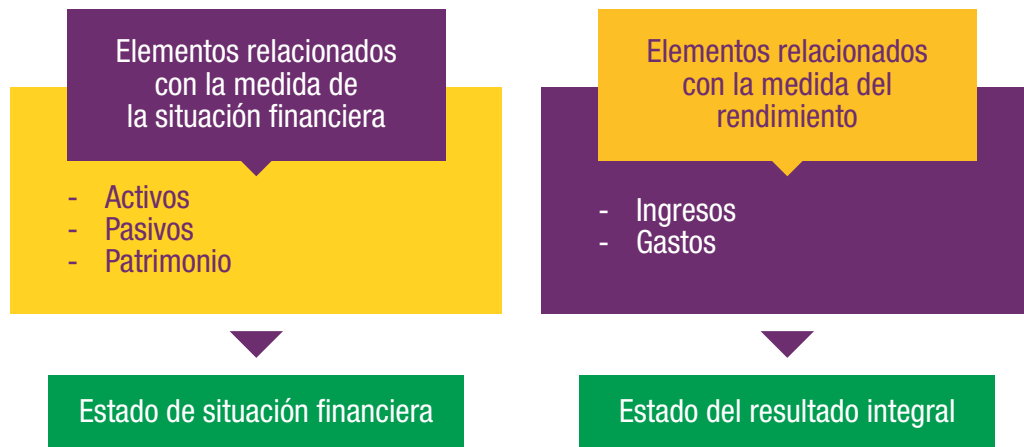 Elementos relacionados
con la medida de
la situación financiera
- Activos
- Pasivos
- Patrimonio
Estado de situación financiera
Elementos relacionados
con la medida del
rendimiento
- Ingresos
- Gastos
Estado del resultado integral